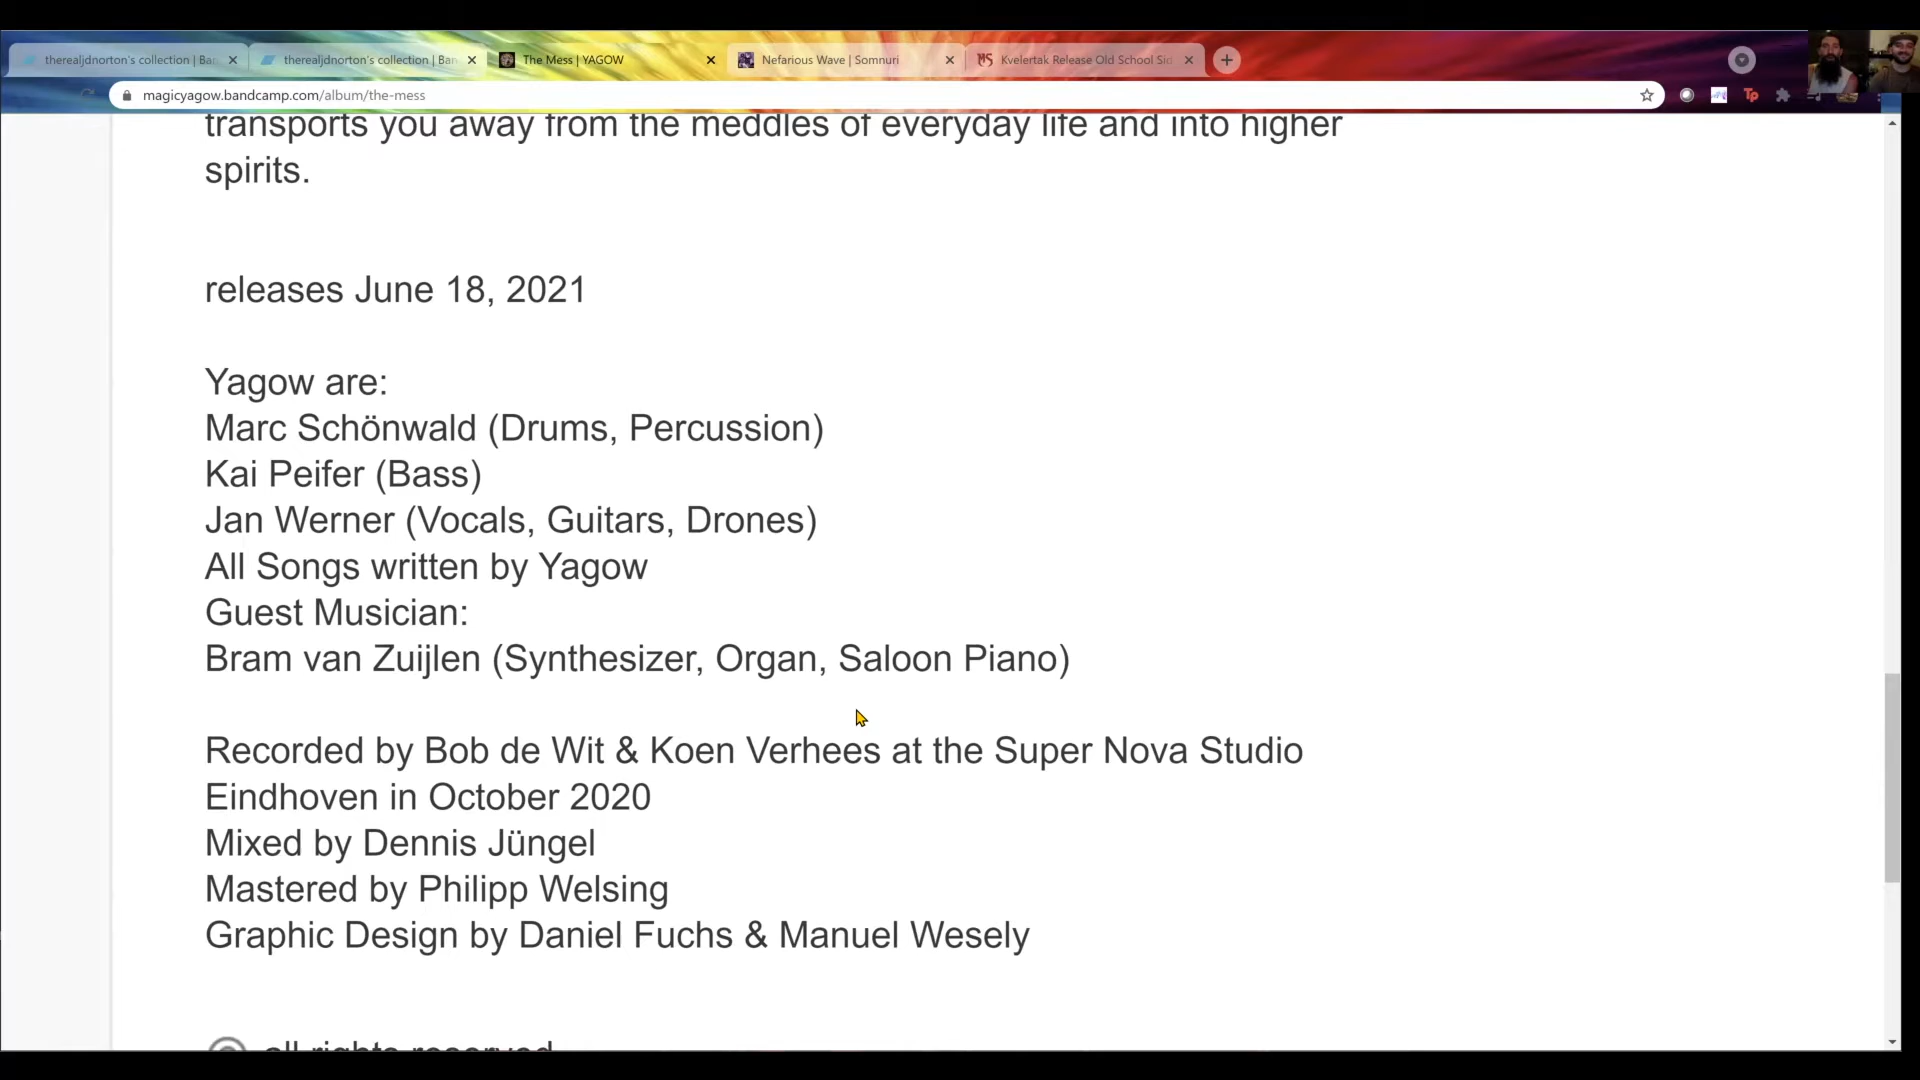 therealjdnorton's collection | Ba
therealjdnorton's collection | Ban
The Mess | YAGOW
Nefarious Wave | Somnuri
Kvelertak Release Old School Sid
magicyagow.bandcamp.com/album/the-mess
Tp
transports you away from the meddles of everyday life and into higher
spirits.
releases June 18, 2021
Yagow are:
Marc Schönwald (Drums, Percussion)
Kai Peifer (Bass)
Jan Werner (Vocals, Guitars, Drones)
All Songs written by Yagow
Guest Musician:
Bram van Zuijlen (Synthesizer, Organ, Saloon Piano)
Recorded by Bob de Wit & Koen Verhees at the Super Nova Studio
Eindhoven in October 2020
Mixed by Dennis Jüngel
Mastered by Philipp Welsing
Graphic Design by Daniel Fuchs & Manuel Wesely
all rights reserved